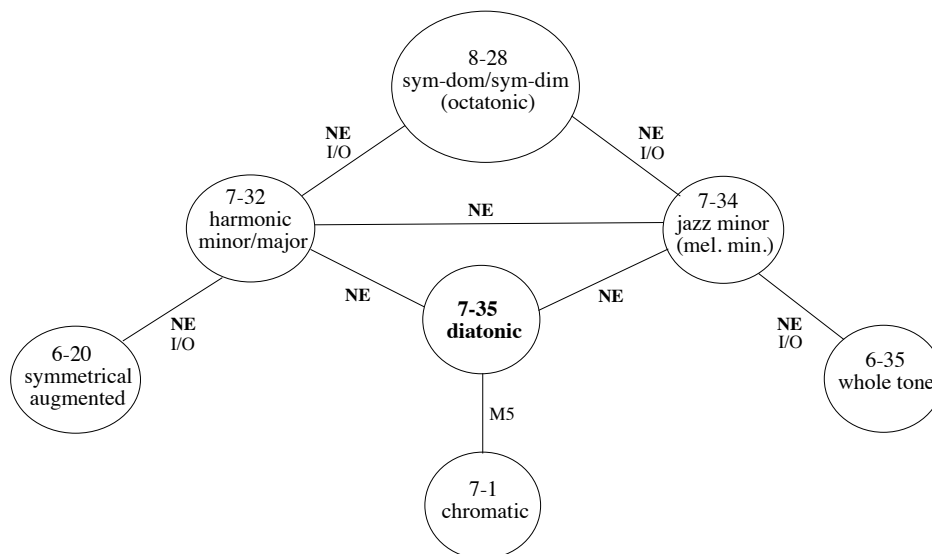 8-28
sym-dom/sym-dim
(octatonic)
NE
I/O
NE
I/O
7-32
harmonic
minor/major
NE
7-34
jazz minor
(mel. min.)
NE
NE
7-35
diatonic
NE
I/O
NE
I/O
6-20
symmetrical
augmented
6-35
whole tone
M5
7-1
chromatic